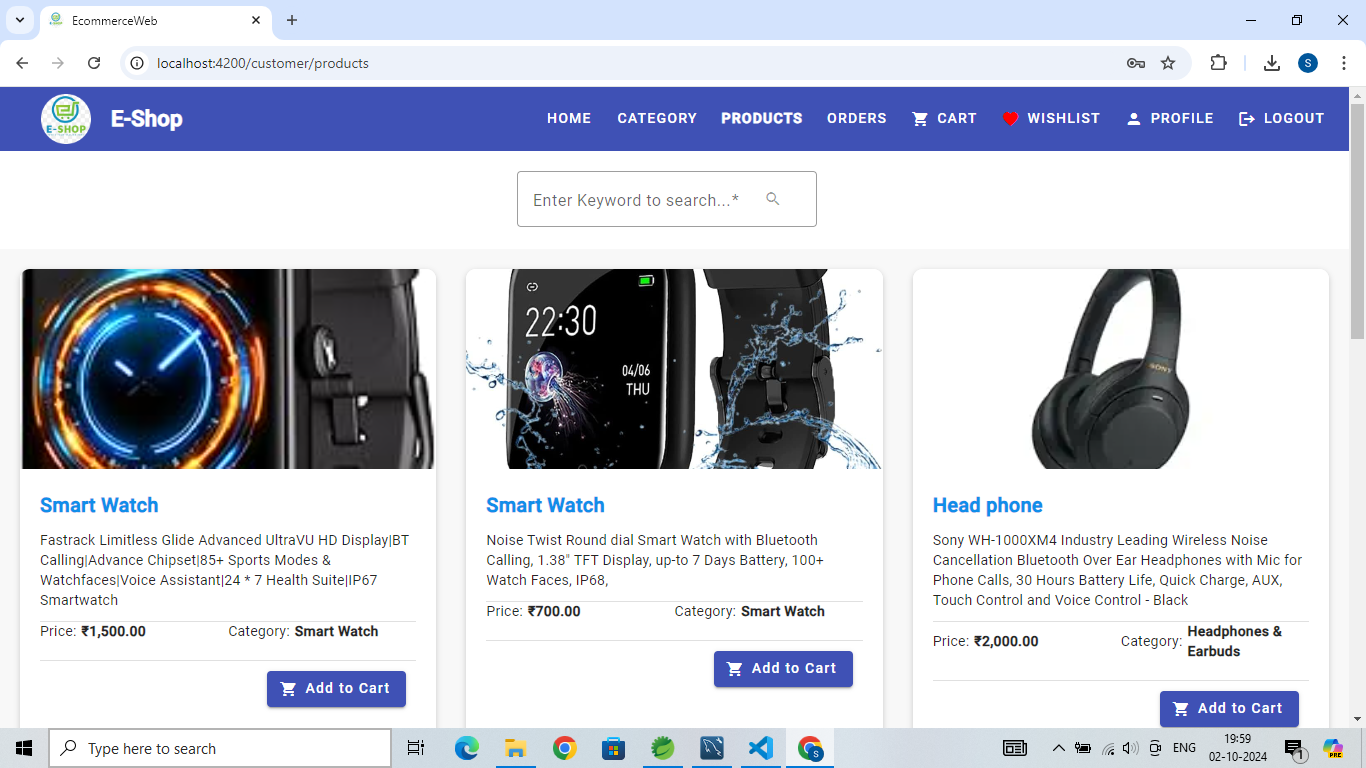 EcommerceWeb
localhost:4200/customer/products
S
E-SHOP
E-Shop
HOME
CATEGORY
PRODUCTS
ORDERS
CART
WISHLIST
PROFILE
LOGOUT
Enter Keyword to search...*
22:30
04/06
THU
SONY
Smart Watch
Fastrack Limitless Glide Advanced UltraVU HD Display|BT
Calling|Advance Chipset|85+ Sports Modes &
Watchfaces|Voice Assistant|24 * 7 Health Suite|IP67
Smartwatch
Price: ₹1,500.00
Category: Smart Watch
Add to Cart
Smart Watch
Noise Twist Round dial Smart Watch with Bluetooth
Calling, 1.38" TFT Display, up-to 7 Days Battery, 100+
Watch Faces, IP68,
Price: ₹700.00
Category: Smart Watch
Add to Cart
Head phone
Sony WH-1000XM4 Industry Leading Wireless Noise
Cancellation Bluetooth Over Ear Headphones with Mic for
Phone Calls, 30 Hours Battery Life, Quick Charge, AUX,
Touch Control and Voice Control - Black
Price: ₹2,000.00
Category: Headphones &
Earbuds
Add to Cart
Type here to search
S
ENG
19:59
02-10-2024
1
PRE